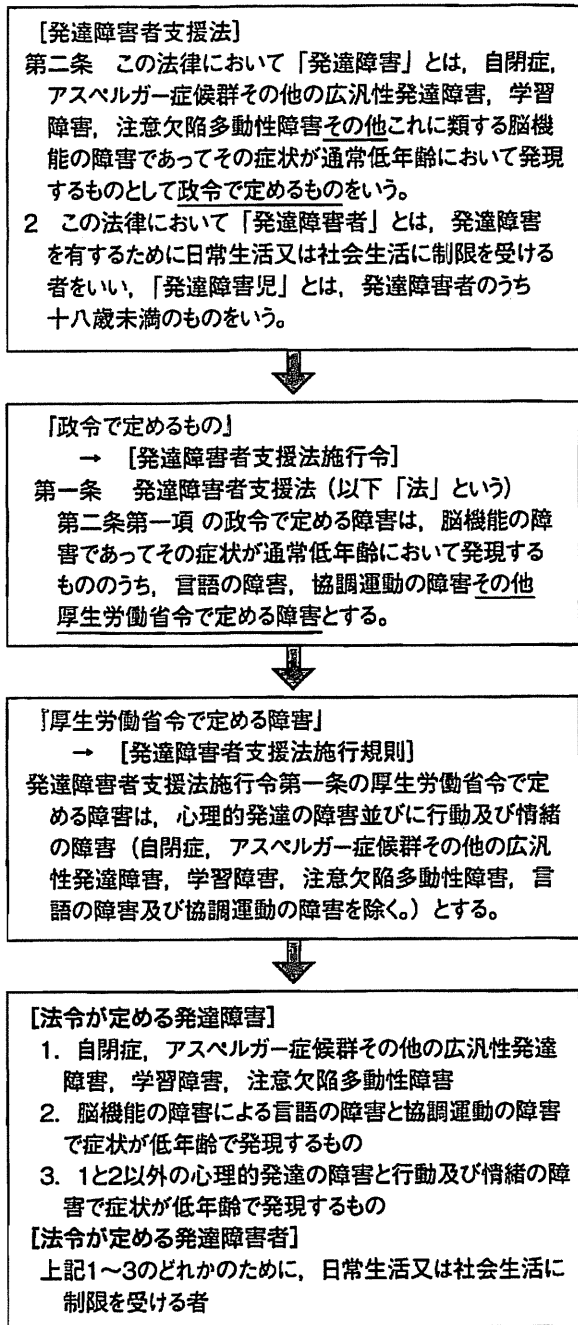 [発達障害者支援法]
第二条 この法律において「発達障害」とは，自閉症，
アスペルガー症候群その他の広汎性発達障害，学習
障害，注意欠陥多動性障害その他これに類する脳機
能の障害であってその症状が通常低年齢において発現
するものとして政令で定めるものをいう。
2 この法律において「発達障害者」とは，発達障害
を有するために日常生活又は社会生活に制限を受ける
者をいい，「発達障害児」とは，発達障害者のうち
十八歳未満のものをいう。
『政令で定めるもの』
→ [発達障害者支援法施行令]
第一条 発達障害者支援法（以下「法」という）
第二条第一項 の政令で定める障害は，脳機能の障
害であってその症状が通常低年齢において発現する
もののうち，言語の障害，協調運動の障害その他
厚生労働省令で定める障害とする。
『厚生労働省令で定める障害』
→ [発達障害者支援法施行規則]
発達障害者支援法施行令第一条の厚生労働省令で定
める障害は，心理的発達の障害並びに行動及び情緒
の障害（自閉症，アスペルガー症候群その他の広汎
性発達障害，学習障害，注意欠陥多動性障害，言
語の障害及び協調運動の障害を除く。）とする。
[法令が定める発達障害]
1. 自閉症，アスペルガー症候群その他の広汎性発達
障害，学習障害，注意欠陥多動性障害
2. 脳機能の障害による言語の障害と協調運動の障害
で症状が低年齢で発現するもの
3. 1と2以外の心理的発達の障害と行動及び情緒の障
害で症状が低年齢で発現するもの
[法令が定める発達障害者]
上記1～3のどれかのために，日常生活又は社会生活に
制限を受ける者